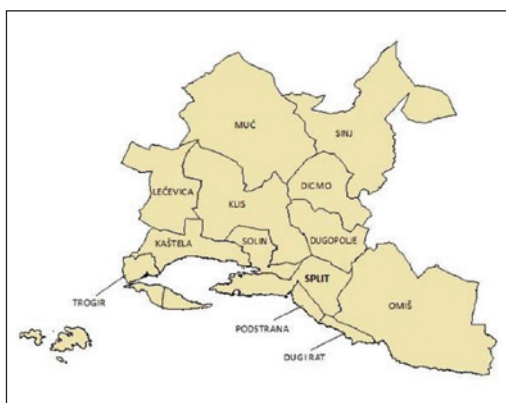 MUĆ
SINJ
LEĆEVICA
KLIS
DICMO
KAŠTELA
SOLIN
DUGOPOLJE
TROGIR
SPLIT
OMIŠ
PODSTRANA
DUGI RAT